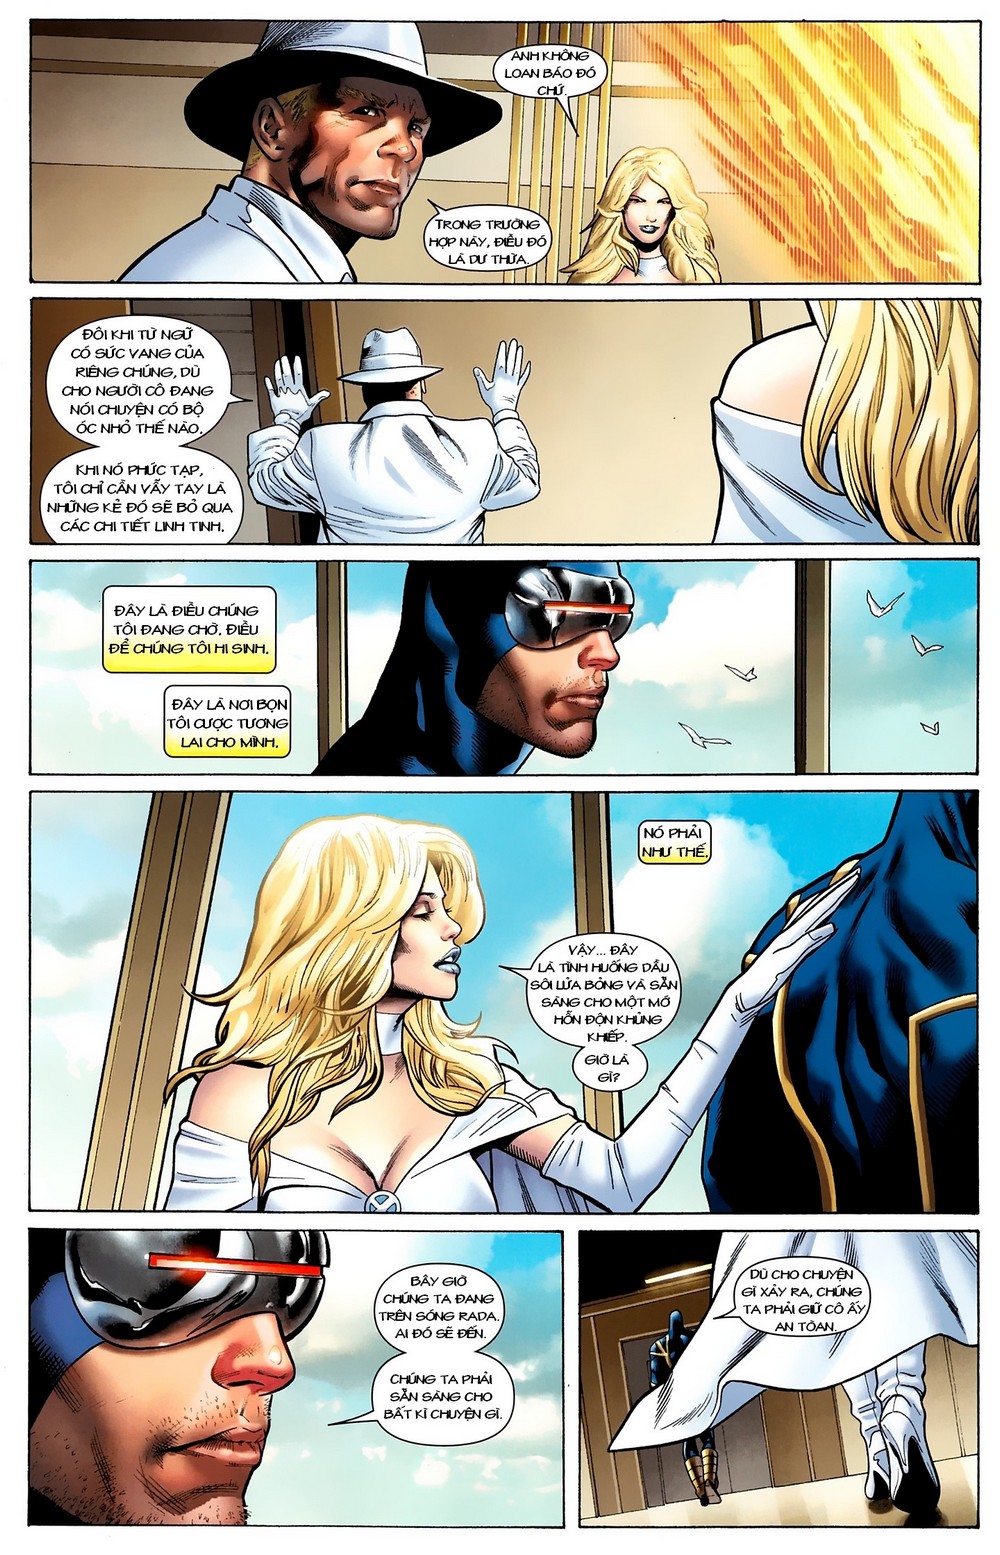 ANH KHÔNG
LOAN BÁO ĐÓ
CHỨ.
TRONG TRƯỜNG
HỢP NÀY, ĐIỀU ĐÓ
LÀ DƯ THỪA.
ĐÔI KHI TỪ NGỮ
CÓ SỨC VANG CỦA
RIÊNG CHÚNG, DÙ
CHO NGƯỜI CÔ ĐANG
NÓI CHUYỆN CÓ BỘ
ÓC NHỎ THẾ NÀO.
KHI NÓ PHỨC TẠP,
TÔI CHỈ CẦN VẪY TAY LÀ
NHỮNG KẺ ĐÓ SẼ BỎ QUA
CÁC CHI TIẾT LINH TINH.
ĐÂY LÀ ĐIỀU CHÚNG
TÔI ĐANG CHỜ. ĐIỀU
ĐỂ CHÚNG TÔI HI SINH.
ĐÂY LÀ NƠI BỌN
TÔI CƯỢC TƯƠNG
LAI CHO MÌNH.
NÓ PHẢI
NHƯ THẾ.
VẬY... ĐÂY
LÀ TÌNH HUỐNG DẦU
SÔI LỬA BỎNG VÀ SẴN
SÀNG CHO MỘT MỚ
HỖN ĐỘN KHỦNG
KHIẾP.
GIỜ LÀ
GÌ?
BÂY GIỜ
CHÚNG TA ĐANG
TRÊN SÓNG RADA.
AI ĐÓ SẼ ĐẾN.
CHÚNG TA PHẢI
SẴN SÀNG CHO
BẤT KÌ CHUYỆN GÌ.
DÙ CHO CHUYỆN
GÌ XẢY RA, CHÚNG
TA PHẢI GIỮ CÔ ẤY
AN TÒAN.